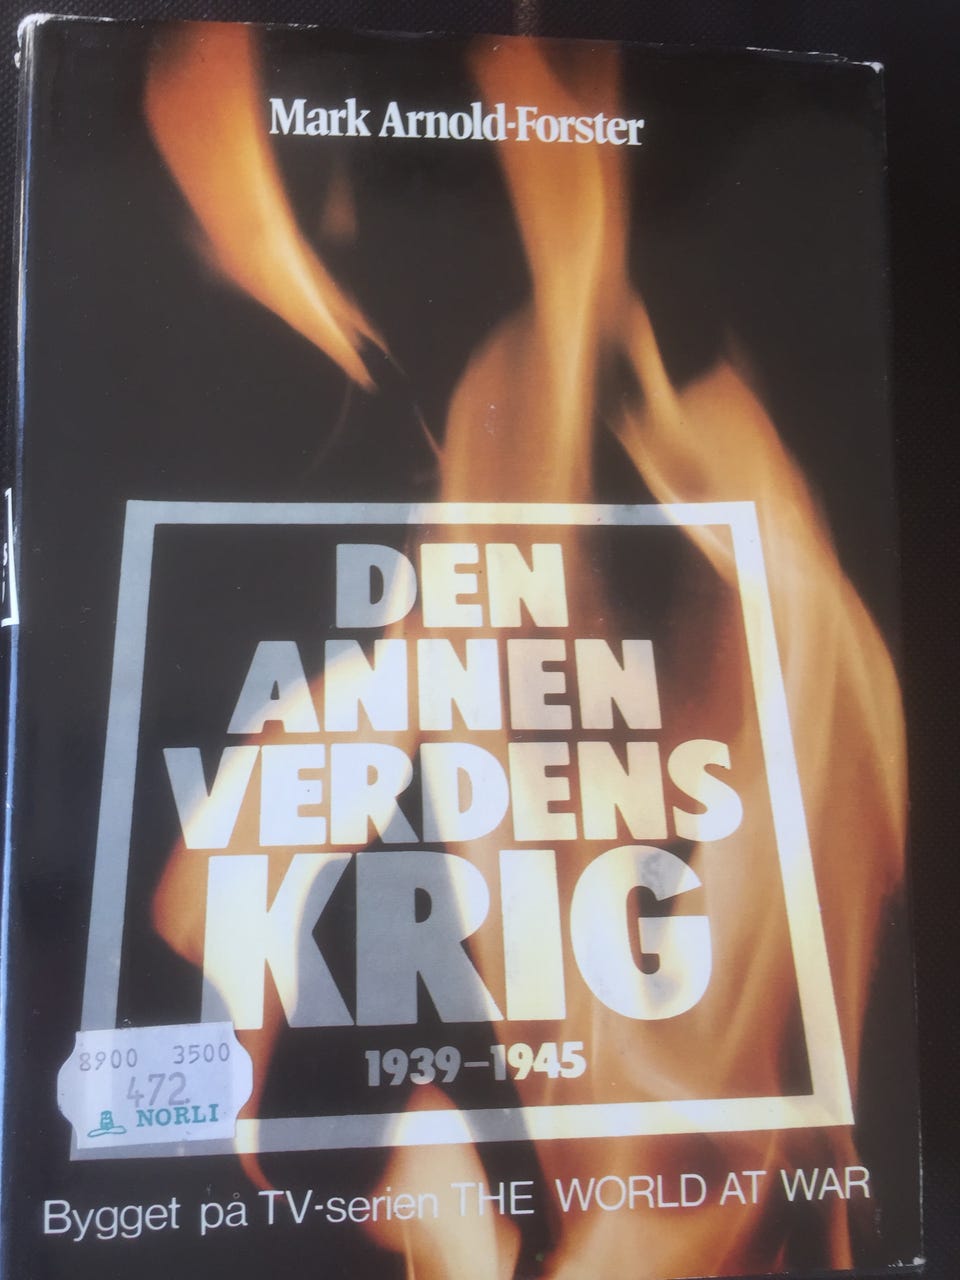 Mark Arnold-Forster
DEN
ANNEN
VERDENS
KRIG
1939-1945
8900 3500
472
NORLI
Bygget på TV-serien THE WORLD AT WAR